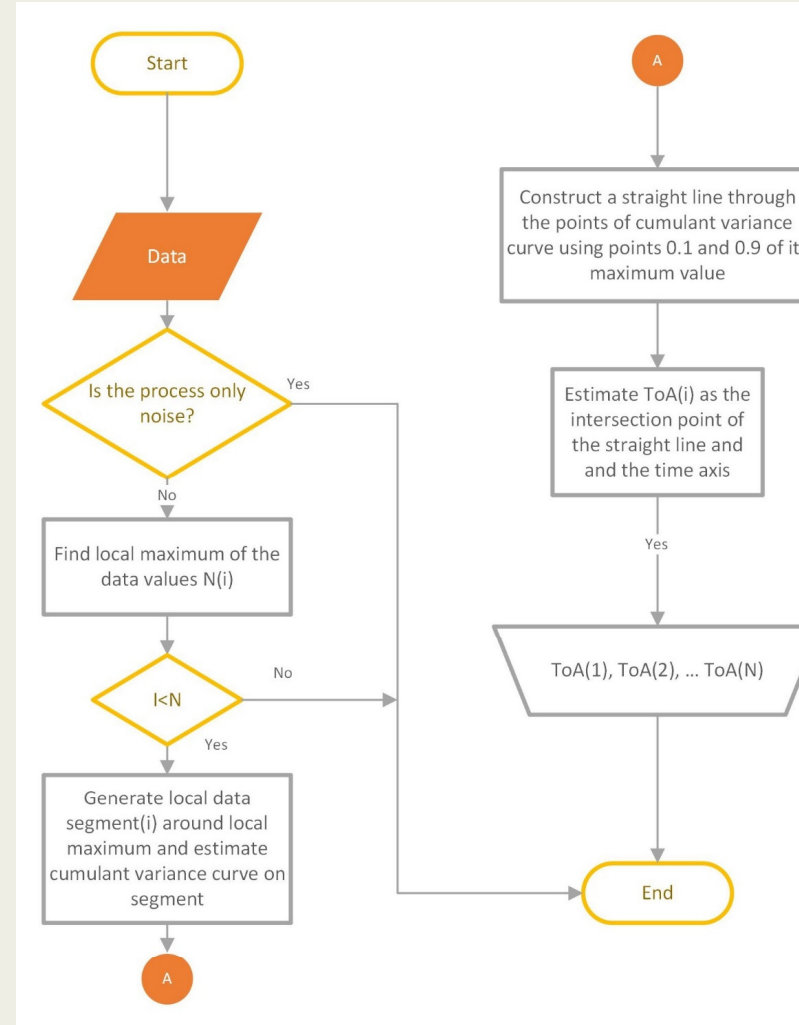 Start
Data
Is the process only
noise?
Yes
No
Find local maximum of the
data values N(i)
I<N
No
Yes
Generate local data
segment(i) around local
maximum and estimate
cumulant variance curve on
segment
A
A
Construct a straight line through
the points of cumulant variance
curve using points 0.1 and 0.9 of it
maximum value
Estimate ToA(i) as the
intersection point of
the straight line and
and the time axis
Yes
ToA(1), ToA(2), ... ToA(N)
End